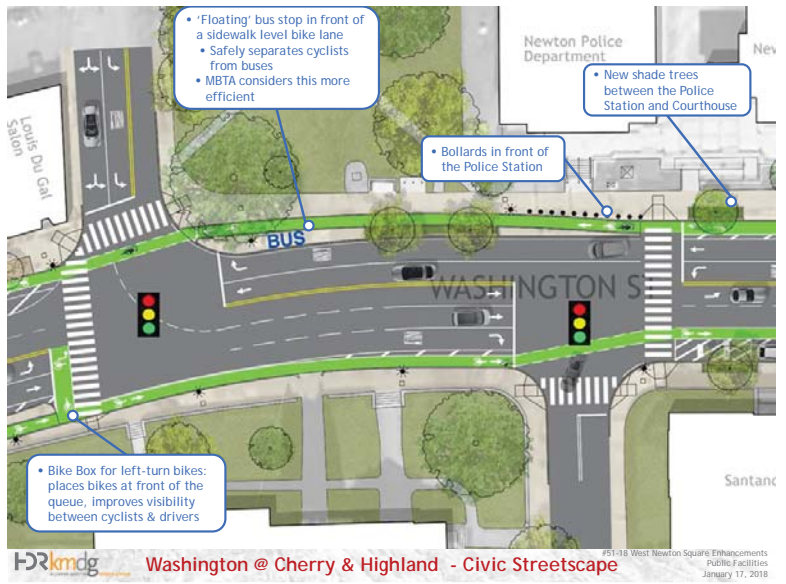 • 'Floating' bus stop in front of
a sidewalk level bike lane
• Safely separates cyclists
from buses
• MBTA considers this more
efficient
Newton Police
Department
New
• New shade trees
between the Police
Station and Courthouse
Louis Du Gal
Salon
• Bollards in front of
the Police Station
BUS
WASHINGTON ST
• Bike Box for left-turn bikes:
places bikes at front of the
queue, improves visibility
between cyclists & drivers
Santand
HDR kmdg
Washington @ Cherry & Highland - Civic Streetscape
#51-18 West Newton Square Enhancements
Public Facilities
January 17, 2018